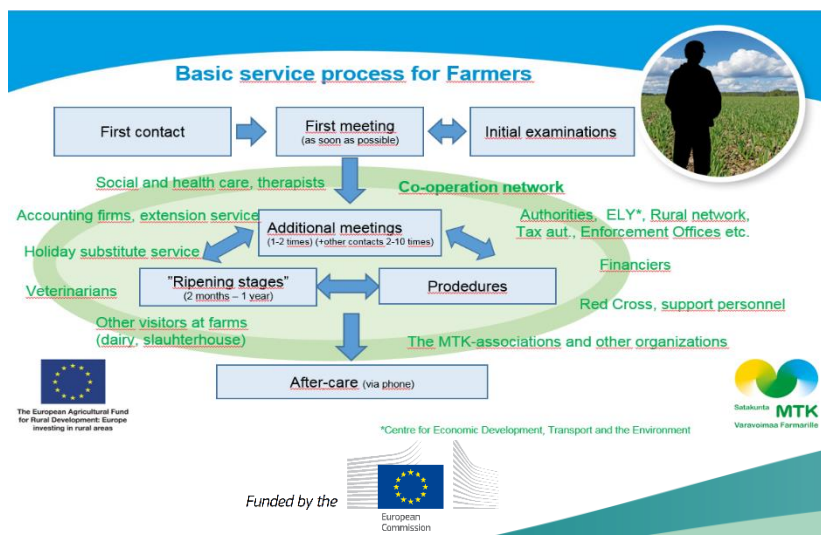 Basic service process for Farmers
First contact
First meeting
(as soon as possible)
Initial examinations
Social and health care, therapists
Co-operation network
Accounting firms, extension service
Additional meetings
(1-2 times) (+other contacts 2-10 times)
Authorities, ELY*, Rural network,
Tax aut., Enforcement Offices etc.
Holiday substitute service
Financiers
Veterinarians
"Ripening stages"
(2 months – 1 year)
Prodedures
Red Cross, support personnel
Other visitors at farms
(dairy, slauhterhouse)
The MTK-associations and other organizations
After-care (via phone)
The European Agricultural Fund
for Rural Development: Europe
investing in rural areas
Satakunta MTK
Varavoimaa Farmarille
*Centre for Economic Development, Transport and the Environment
Funded by the
European
Commission